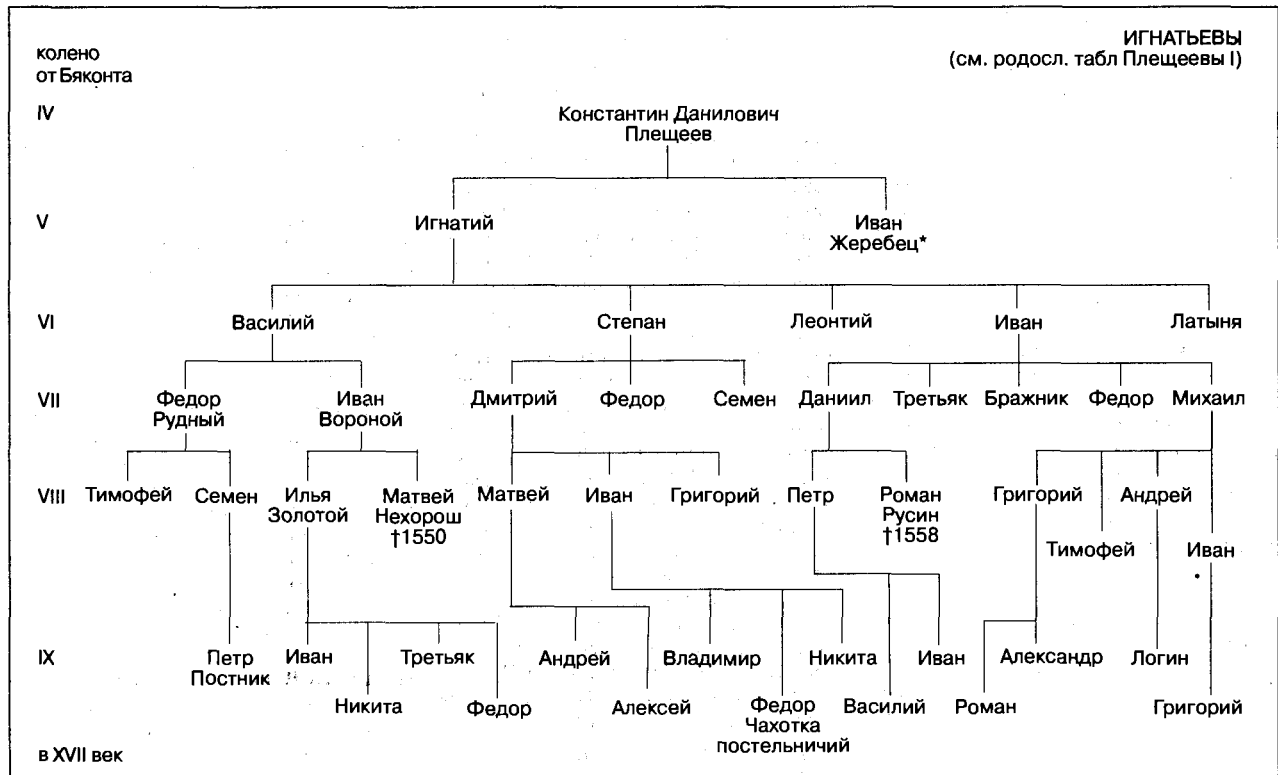 ИГНАТЬЕВЫ
колено
(см. родосл. табл Плещеевы I)
от Бяконта
IV
Константин Данилович
Плещеев
V
Игнатий
Иван
Жеребец*
VI
Василий
Степан
Леонтий
Иван
Латыня
VII
Федор
Рудный
Иван
Вороной
Дмитрий
Федор
Семен
Даниил
Третьяк
Бражник
Федор
Михаил
VIII
Тимофей
Семен
Илья
Золотой
Матвей
Нехорош
†1550
Матвей
Иван
Григорий
Петр
Роман
Русин
†1558
Григорий
Андрей
Тимофей
Иван
IX
Петр
Постник
Иван
Третьяк
Андрей
Владимир
Никита
Иван
Александр
Логин
Никита
Федор
Алексей
Федор
Чахотка
постельничий
Василий
Роман
Григорий
в XVII век